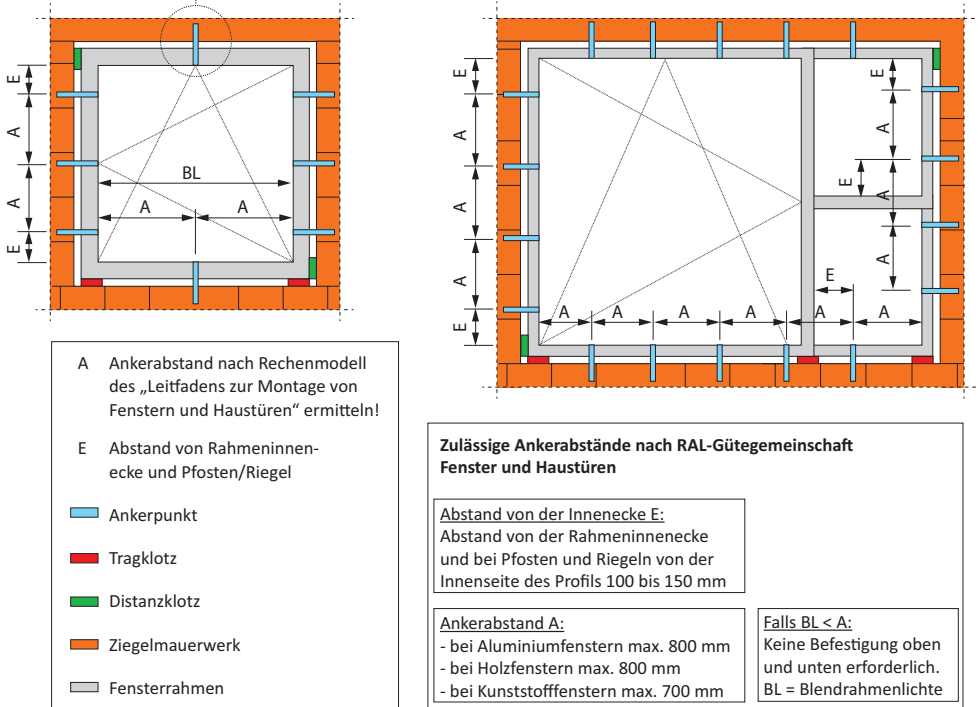 E
A
A
E
BL
A
A
E
A
A
A
E
E
A
E
A
A
E
A
A
A
A
A
A
A Ankerabstand nach Rechenmodell
des „Leitfadens zur Montage von
Fenstern und Haustüren“ ermitteln!
E Abstand von Rahmeninnen-
ecke und Pfosten/Riegel
Ankerpunkt
Tragklotz
Distanzklotz
Ziegelmauerwerk
Fensterrahmen
Zulässige Ankerabstände nach RAL-Gütegemeinschaft
Fenster und Haustüren
Abstand von der Innenecke E:
Abstand von der Rahmeninnenecke
und bei Pfosten und Riegeln von der
Innenseite des Profils 100 bis 150 mm
Ankerabstand A:
- bei Aluminiumfenstern max. 800 mm
- bei Holzfenstern max. 800 mm
- bei Kunststofffenstern max. 700 mm
Falls BL < A:
Keine Befestigung oben
und unten erforderlich.
BL = Blendrahmenlichte